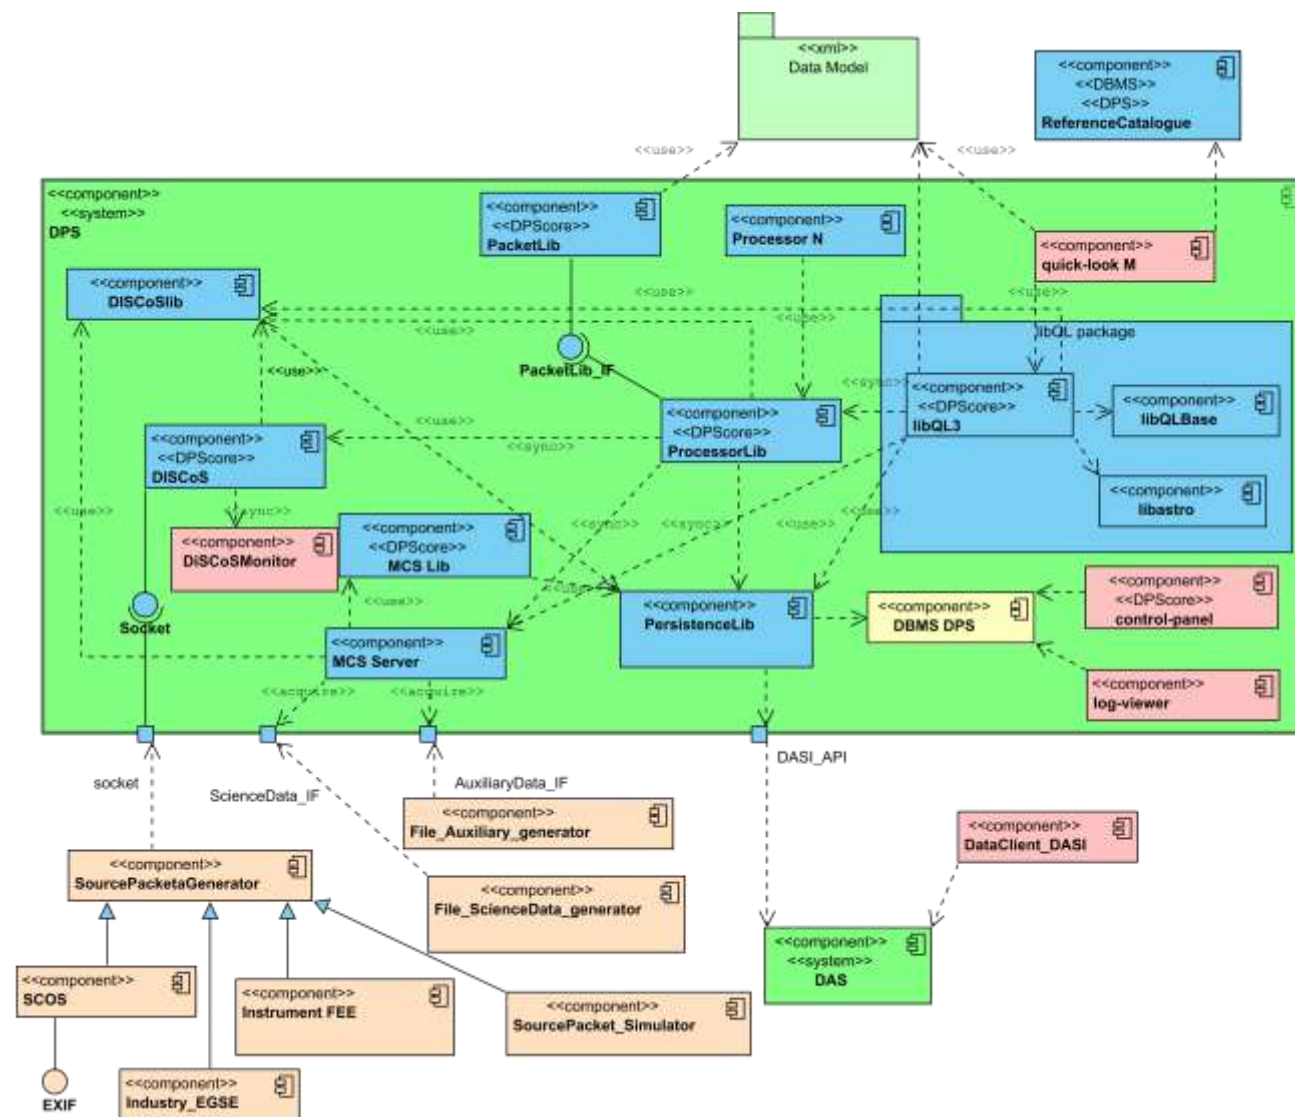 <<xml>>
Data Model
<<component>>
<<DBMS>>
<<DPS>>
ReferenceCatalogue
<<use>>
<<use>>
<<component>>
<<system>>
DPS
<<component>>
<<DPScore>>
PacketLib
<<component>>
Processor N
<<component>>
quick-look M
<<component>>
DISCoSlib
<<use>>
<<use>>
<<use>>
<<use>>
libQL package
PacketLib_IF
<<use>>
<<sync>>
<<component>>
<<DPScore>>
libQL3
<<component>>
libQLBase
<<component>>
<<DPScore>>
ProcessorLib
<<use>>
<<sync>>
<<component>>
<<DPScore>>
DISCoS
<<component>>
libastro
<<use>>
sync>>
<<component>>
DiSCoSMonitor
<<component>>
<<DPScore>>
MCS Lib
<<sync>>
<<sync>>
<<use>>
<<use>>
<<use>>
<<use>>
Socket
<<component>>
PersistenceLib
<<component>>
DBMS DPS
<<component>>
<<DPScore>>
control-panel
<<component>>
MCS Server
<<acquire>>
<<acquire>>
<<component>>
log-viewer
socket
ScienceData_IF
AuxiliaryData_IF
DASI_API
<<component>>
File_Auxiliary_generator
<<component>>
DataClient_DASI
<<component>>
SourcePacketaGenerator
<<component>>
File_ScienceData_generator
<<component>>
<<system>>
DAS
<<component>>
SCOS
<<component>>
Instrument FEE
<<component>>
SourcePacket_Simulator
EXIF
<<component>>
Industry_EGSE